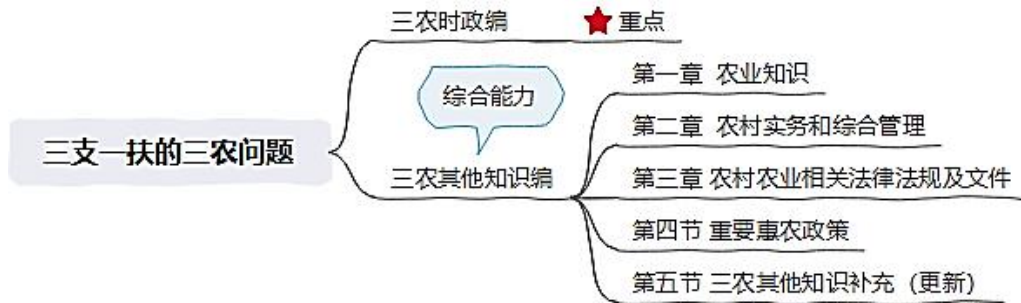 三农时政编
重点
综合能力
三支一扶的三农问题
三农其他知识编
第一章 农业知识
第二章 农村实务和综合管理
第三章 农村农业相关法律法规及文件
第四节 重要惠农政策
第五节 三农其他知识补充（更新）